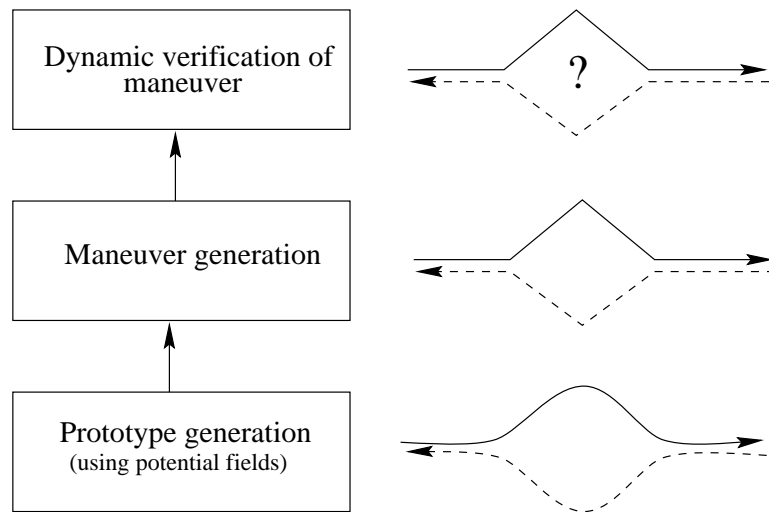 Dynamic verification of
maneuver
?
Maneuver generation
Prototype generation
(using potential fields)